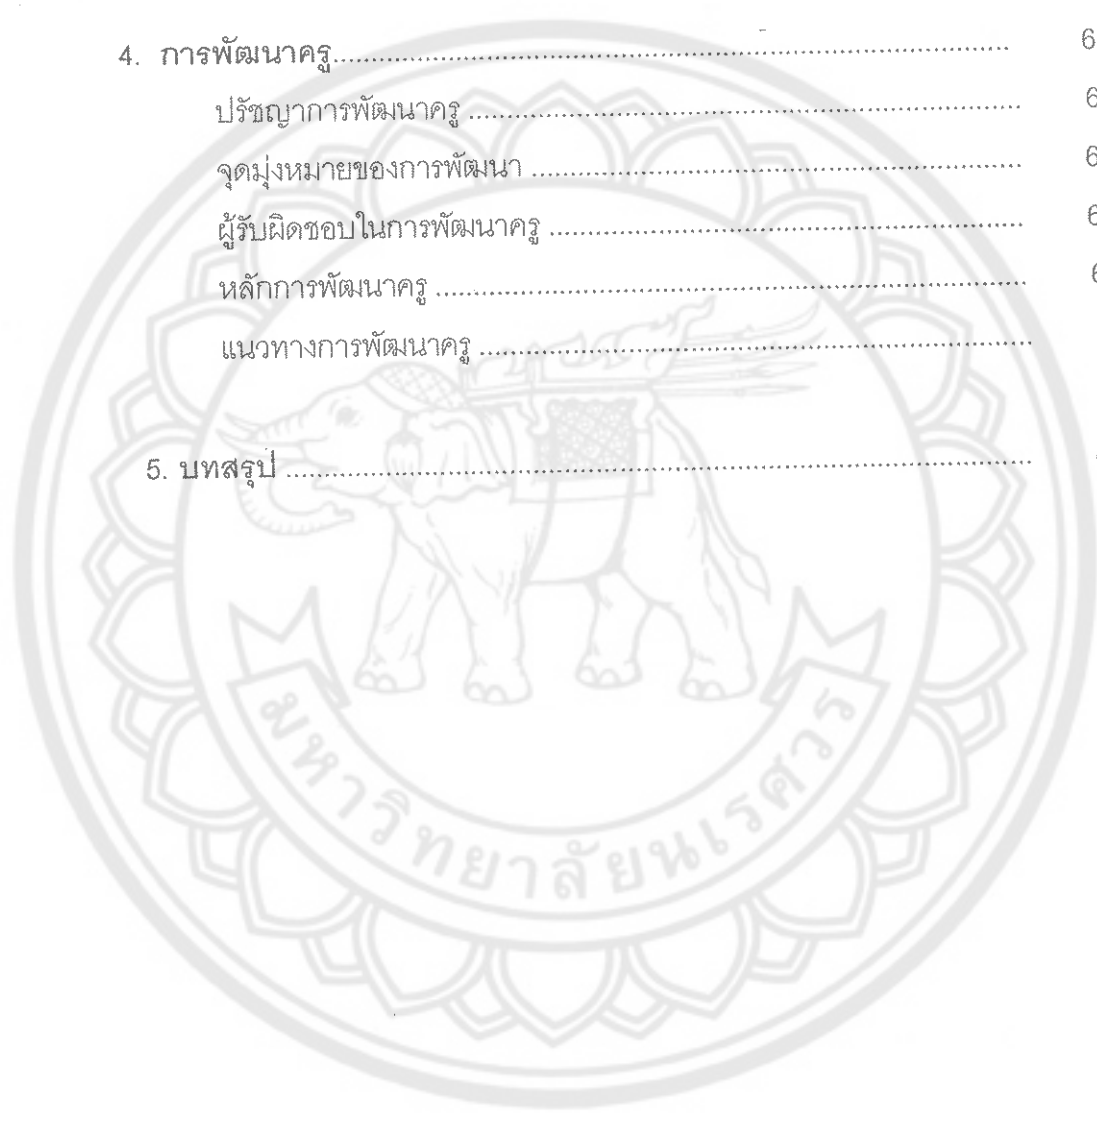 4. การพัฒนาครู........................................................ 6
ปรัชญาการพัฒนาครู ........................................................ 6
จุดมุ่งหมายของการพัฒนา ........................................................ 6
ผู้รับผิดชอบในการพัฒนาครู ........................................................ 6
หลักการพัฒนาครู ........................................................ 6
แนวทางการพัฒนาครู ........................................................
5. บทสรุป ........................................................
มหาวิทยาลัยนเรศวร